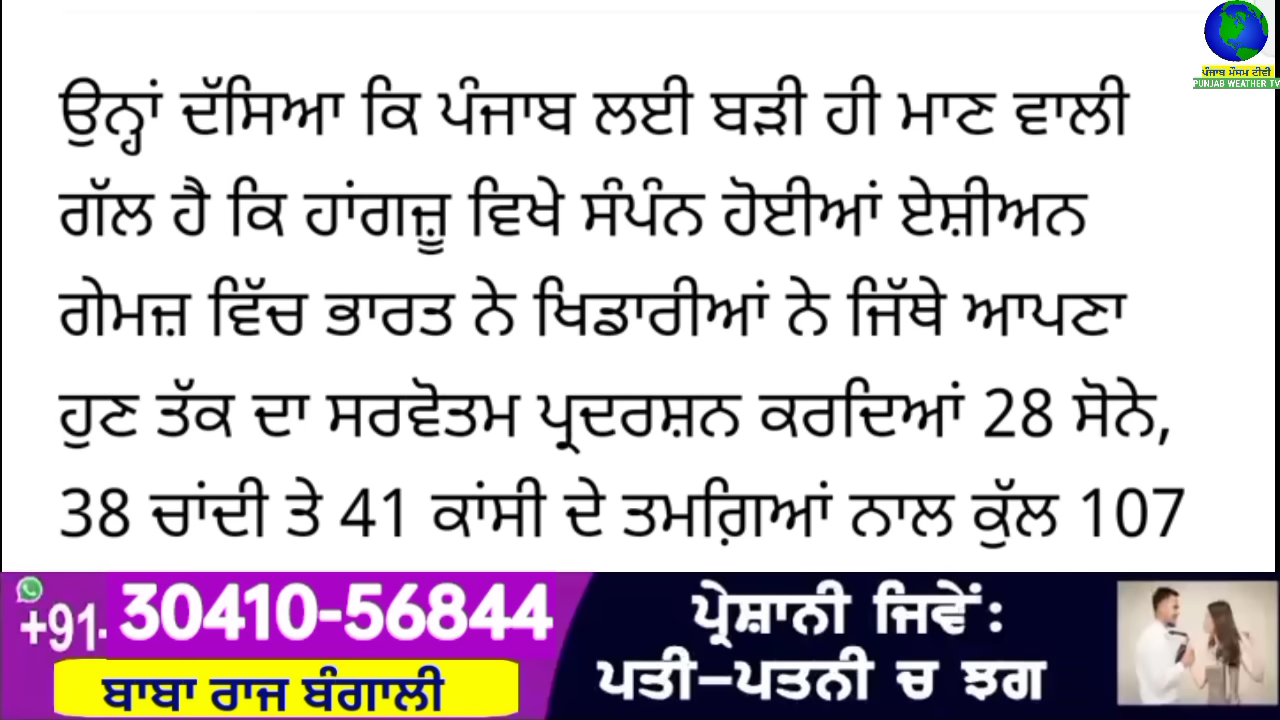 ਪੰਜਾਬ ਮੌਸਮ ਟੀਵੀ
PUNJAB WEATHER TV
ਉਨ੍ਹਾਂ ਦੱਸਿਆ ਕਿ ਪੰਜਾਬ ਲਈ ਬੜੀ ਹੀ ਮਾਣ ਵਾਲੀ
ਗੱਲ ਹੈ ਕਿ ਹਾਂਗਜ਼ੂ ਵਿਖੇ ਸੰਪੰਨ ਹੋਈਆਂ ਏਸ਼ੀਅਨ
ਗੇਮਜ਼ ਵਿੱਚ ਭਾਰਤ ਨੇ ਖਿਡਾਰੀਆਂ ਨੇ ਜਿੱਥੇ ਆਪਣਾ
ਹੁਣ ਤੱਕ ਦਾ ਸਰਵੋਤਮ ਪ੍ਰਦਰਸ਼ਨ ਕਰਦਿਆਂ 28 ਸੋਨੇ,
38 ਚਾਂਦੀ ਤੇ 41 ਕਾਂਸੀ ਦੇ ਤਮਗ਼ਿਆਂ ਨਾਲ ਕੁੱਲ 107
+91- 30410-56844
ਬਾਬਾ ਰਾਜ ਬੰਗਾਲੀ
ਪ੍ਰੇਸ਼ਾਨੀ ਜਿਵੇਂ:
ਪਤੀ-ਪਤਨੀ ਚ ਝਗ